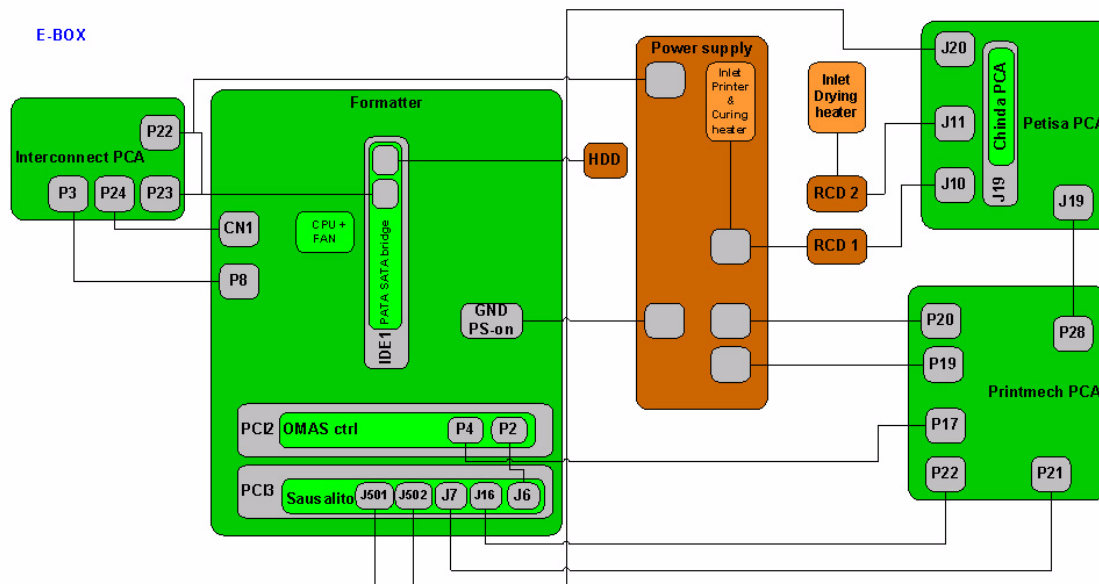 E-BOX
Interconnect PCA
P22
P3
P24
P23
Formatter
CN1
P8
CPU +
FAN
PATA SATA bridge
IDE1
GND
PS-on
PCI2
OMAS ctrl
P4
P2
PCI3
Sausalito
J501
J502
J7
J16
J6
HDD
Power supply
Inlet
Printer
&
Curing
heater
Inlet
Drying
heater
RCD 2
RCD 1
J20
J11
J10
Chinda PCA
J19
Petisa PCA
J19
P28
P20
P19
Printmech PCA
P17
P22
P21